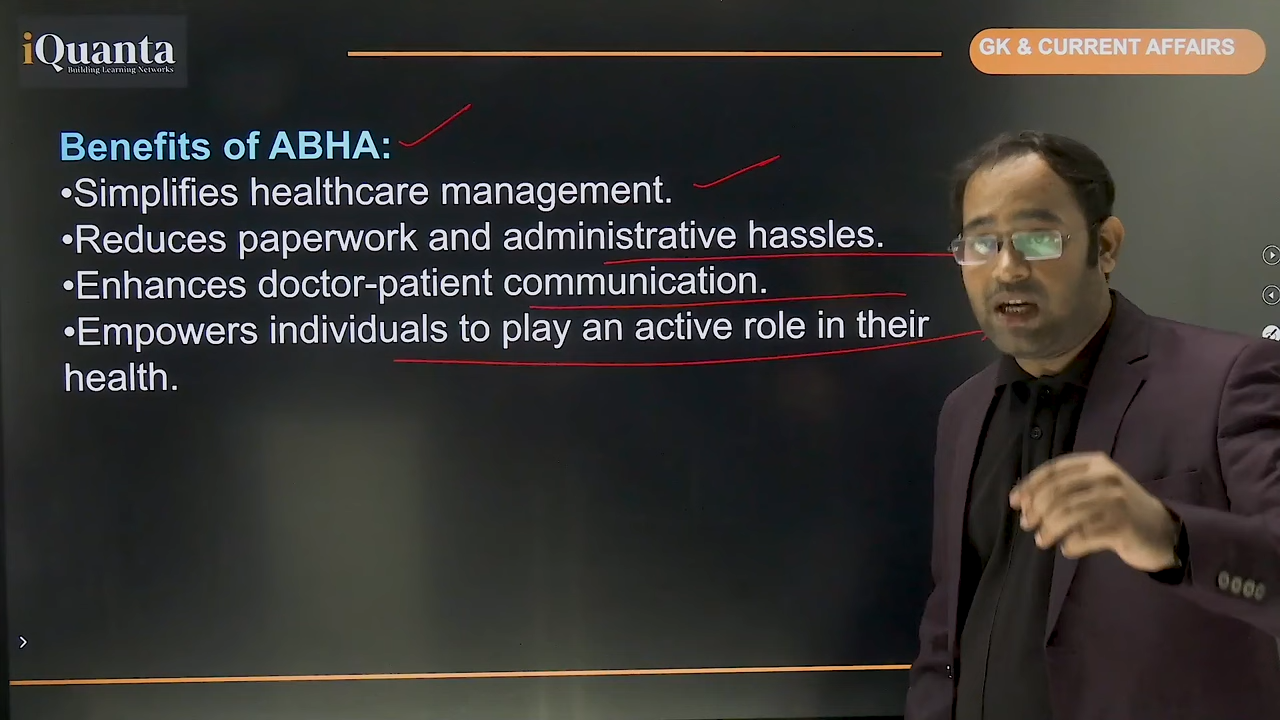 iQuanta
Building Learning Networks
GK & CURRENT AFFAIRS
Benefits of ABHA:
•Simplifies healthcare management.
•Reduces paperwork and administrative hassles.
•Enhances doctor-patient communication.
•Empowers individuals to play an active role in their
health.